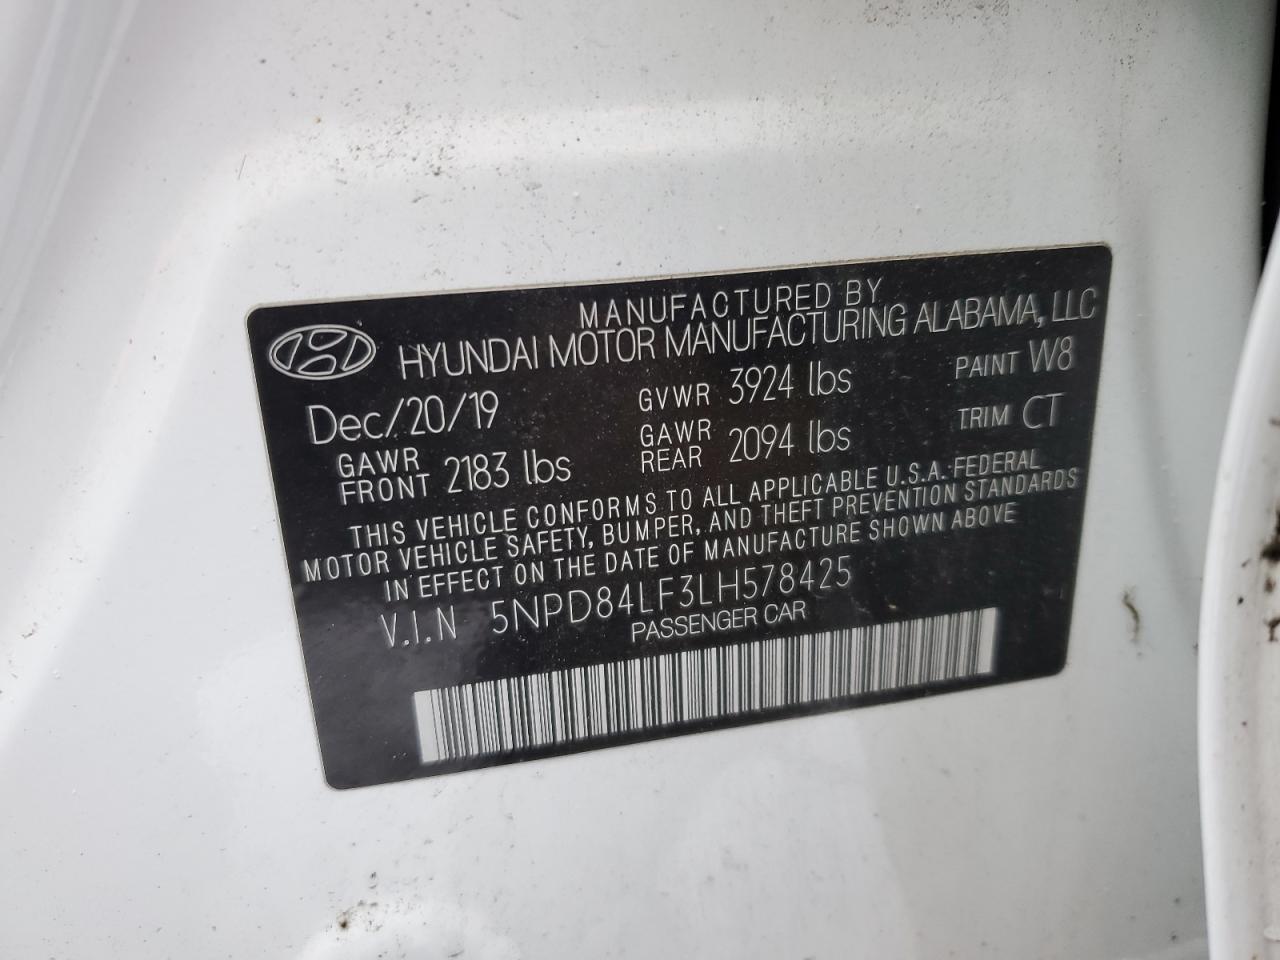 MANUFACTURED BY
HYUNDAI MOTOR MANUFACTURING ALABAMA, LLC
Dec/20/19 GVWR 3924 lbs PAINT W8
GAWR FRONT 2183 lbs GAWR REAR 2094 lbs TRIM CT
THIS VEHICLE CONFORMS TO ALL APPLICABLE U.S.A. FEDERAL
MOTOR VEHICLE SAFETY, BUMPER, AND THEFT PREVENTION STANDARDS
IN EFFECT ON THE DATE OF MANUFACTURE SHOWN ABOVE
V.I.N 5NPD84LF3LH578425
PASSENGER CAR